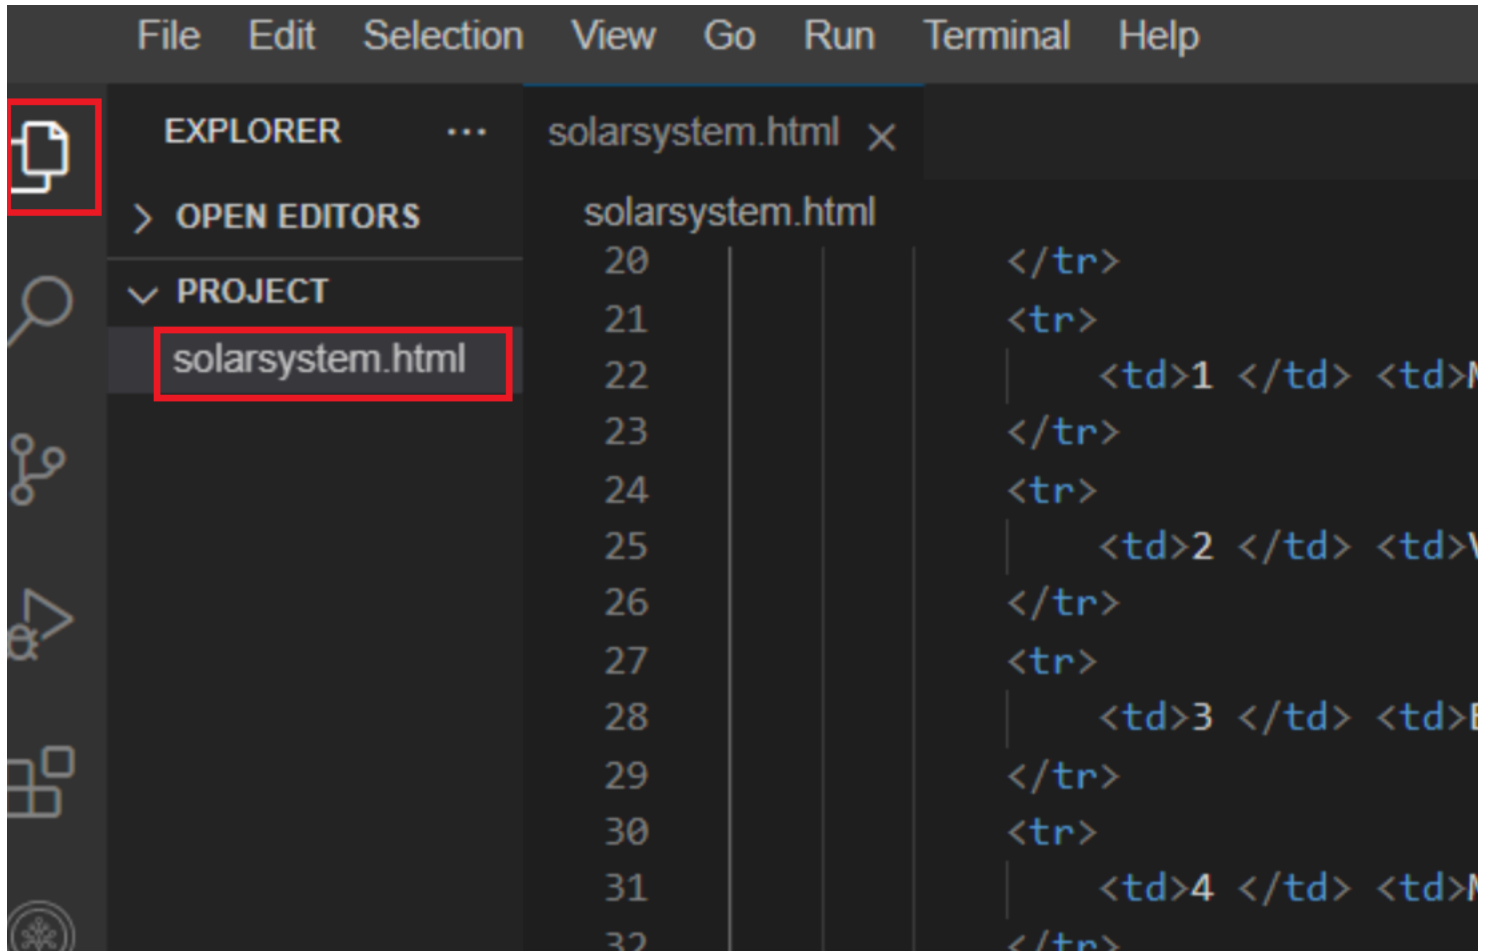 File Edit Selection View Go Run Terminal Help
EXPLORER ...
OPEN EDITORS
PROJECT
solarsystem.html
solarsystem.html
solarsystem.html
20 </tr>
21 <tr>
22 <td>1 </td> <td>M
23 </tr>
24 <tr>
25 <td>2 </td> <td>V
26 </tr>
27 <tr>
28 <td>3 </td> <td>E
29 </tr>
30 <tr>
31 <td>4 </td> <td>M
32 </tr>